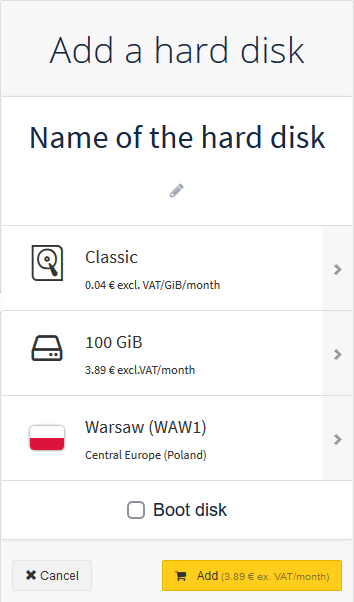 Add a hard disk
Name of the hard disk
Classic
0.04 € excl. VAT/GiB/month
100 GiB
3.89 € excl.VAT/month
Warsaw (WAW1)
Central Europe (Poland)
Boot disk
Cancel
Add (3.89 € ex. VAT/month)